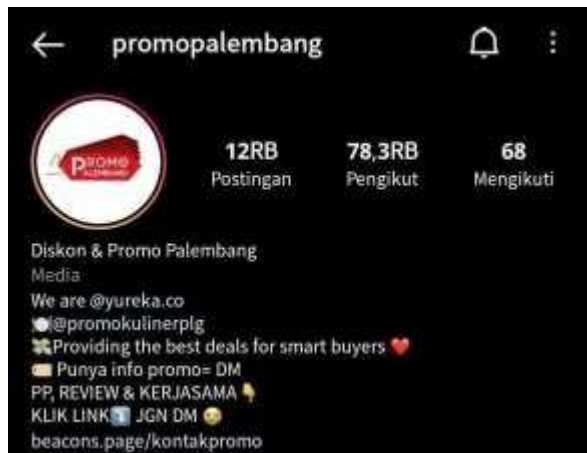 promopalembang
PROMO
PALEMBANG
12RB 78,3RB 68
Postingan Pengikut Mengikuti
Diskon & Promo Palembang
Media
We are @yureka.co
🍽️@promokulinerplg
💸Providing the best deals for smart buyers ❤️
🎫 Punya info promo= DM
PP, REVIEW & KERJASAMA👇
KLIK LINK⤵️ JGN DM 🥲
beacons.page/kontakpromo